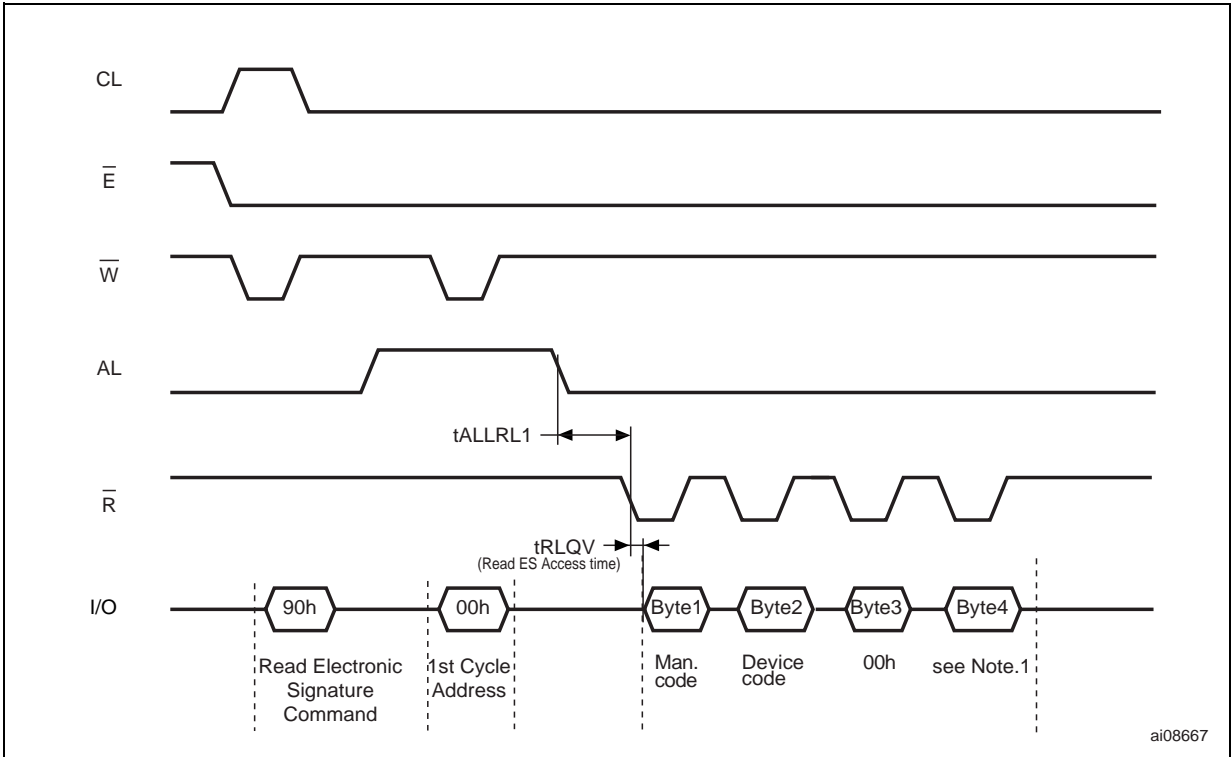 CL
E
W
AL
tALLRL1
R
tRLQV
(Read ES Access time)
I/O
90h
00h
Byte1
Byte2
Byte3
Byte4
Read Electronic
Signature
Command
1st Cycle
Address
Man.
code
Device
code
00h
see Note.1
ai08667